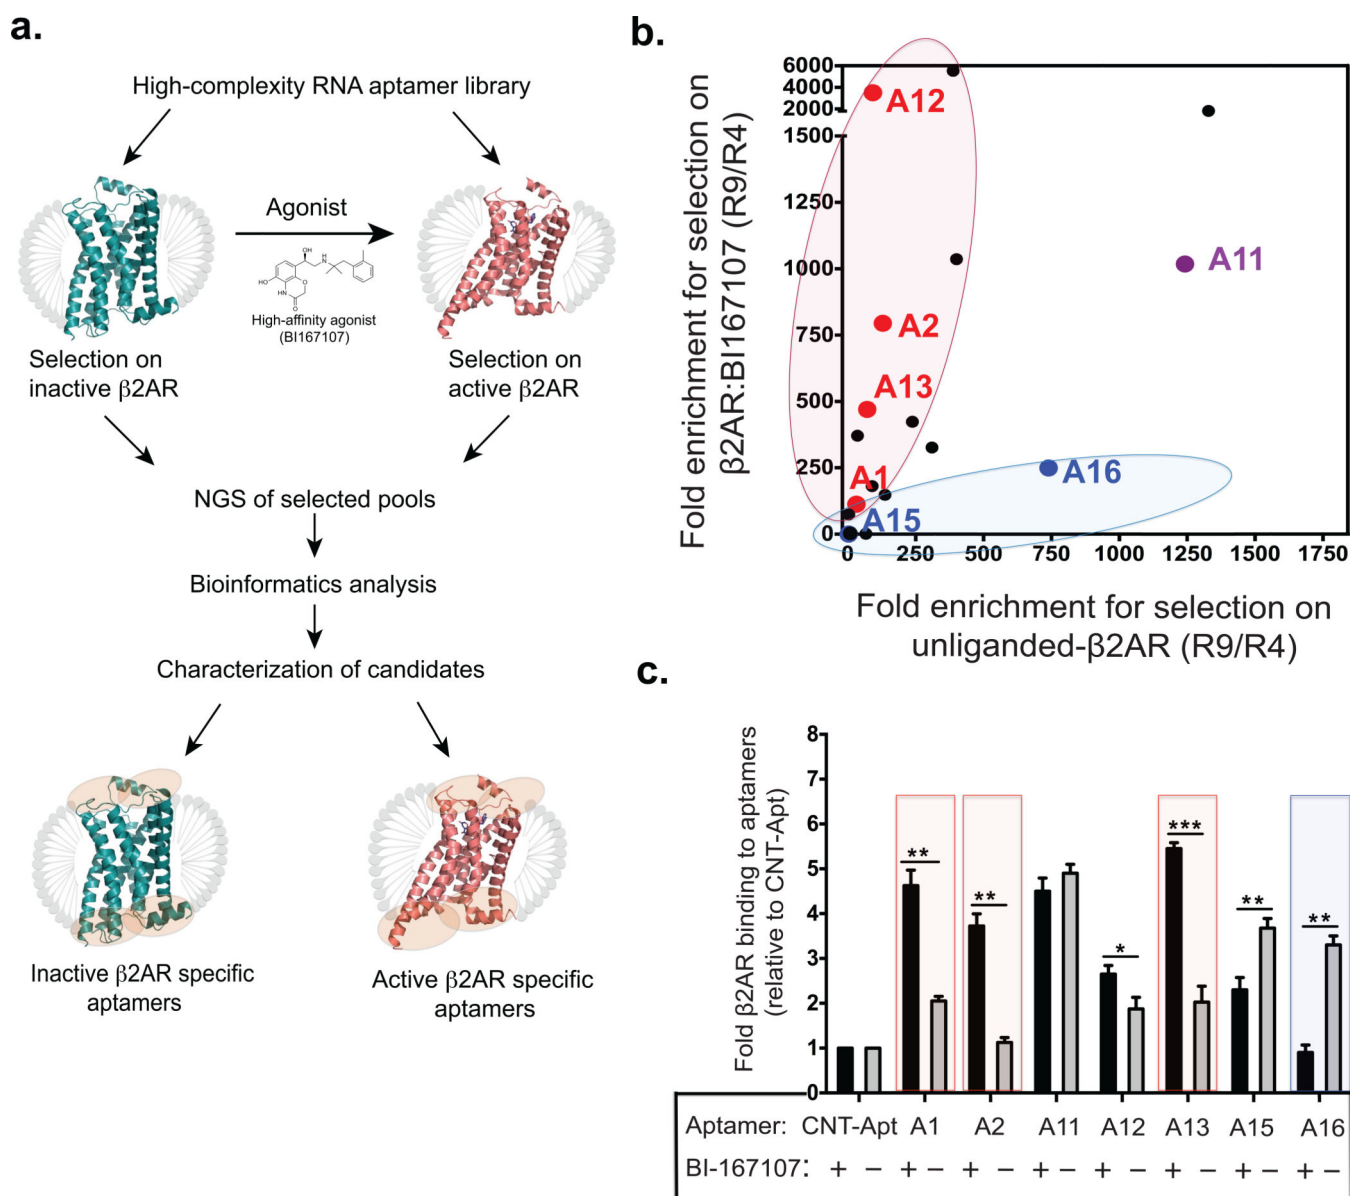 a.
High-complexity RNA aptamer library
Agonist
OH
HO
HN
O
O
H
N
High-affinity agonist
(BI167107)
Selection on
inactive β2AR
Selection on
active β2AR
NGS of selected pools
Bioinformatics analysis
Characterization of candidates
Inactive β2AR specific
aptamers
Active β2AR specific
aptamers
b.
Fold enrichment for selection on
β2AR:BI167107 (R9/R4)
6000
4000
2000
1500
1250
1000
750
500
250
0
A12
A11
A2
A13
A1
A16
A15
0 250 500 750 1000 1250 1500 1750
Fold enrichment for selection on
unliganded-β2AR (R9/R4)
c.
Fold β2AR binding to aptamers
(relative to CNT-Apt)
8
7
6
5
4
3
2
1
0
** ** * *** ** **
Aptamer: CNT-Apt A1 A2 A11 A12 A13 A15 A16
BI-167107: + − + − + − + − + − + − + − + −